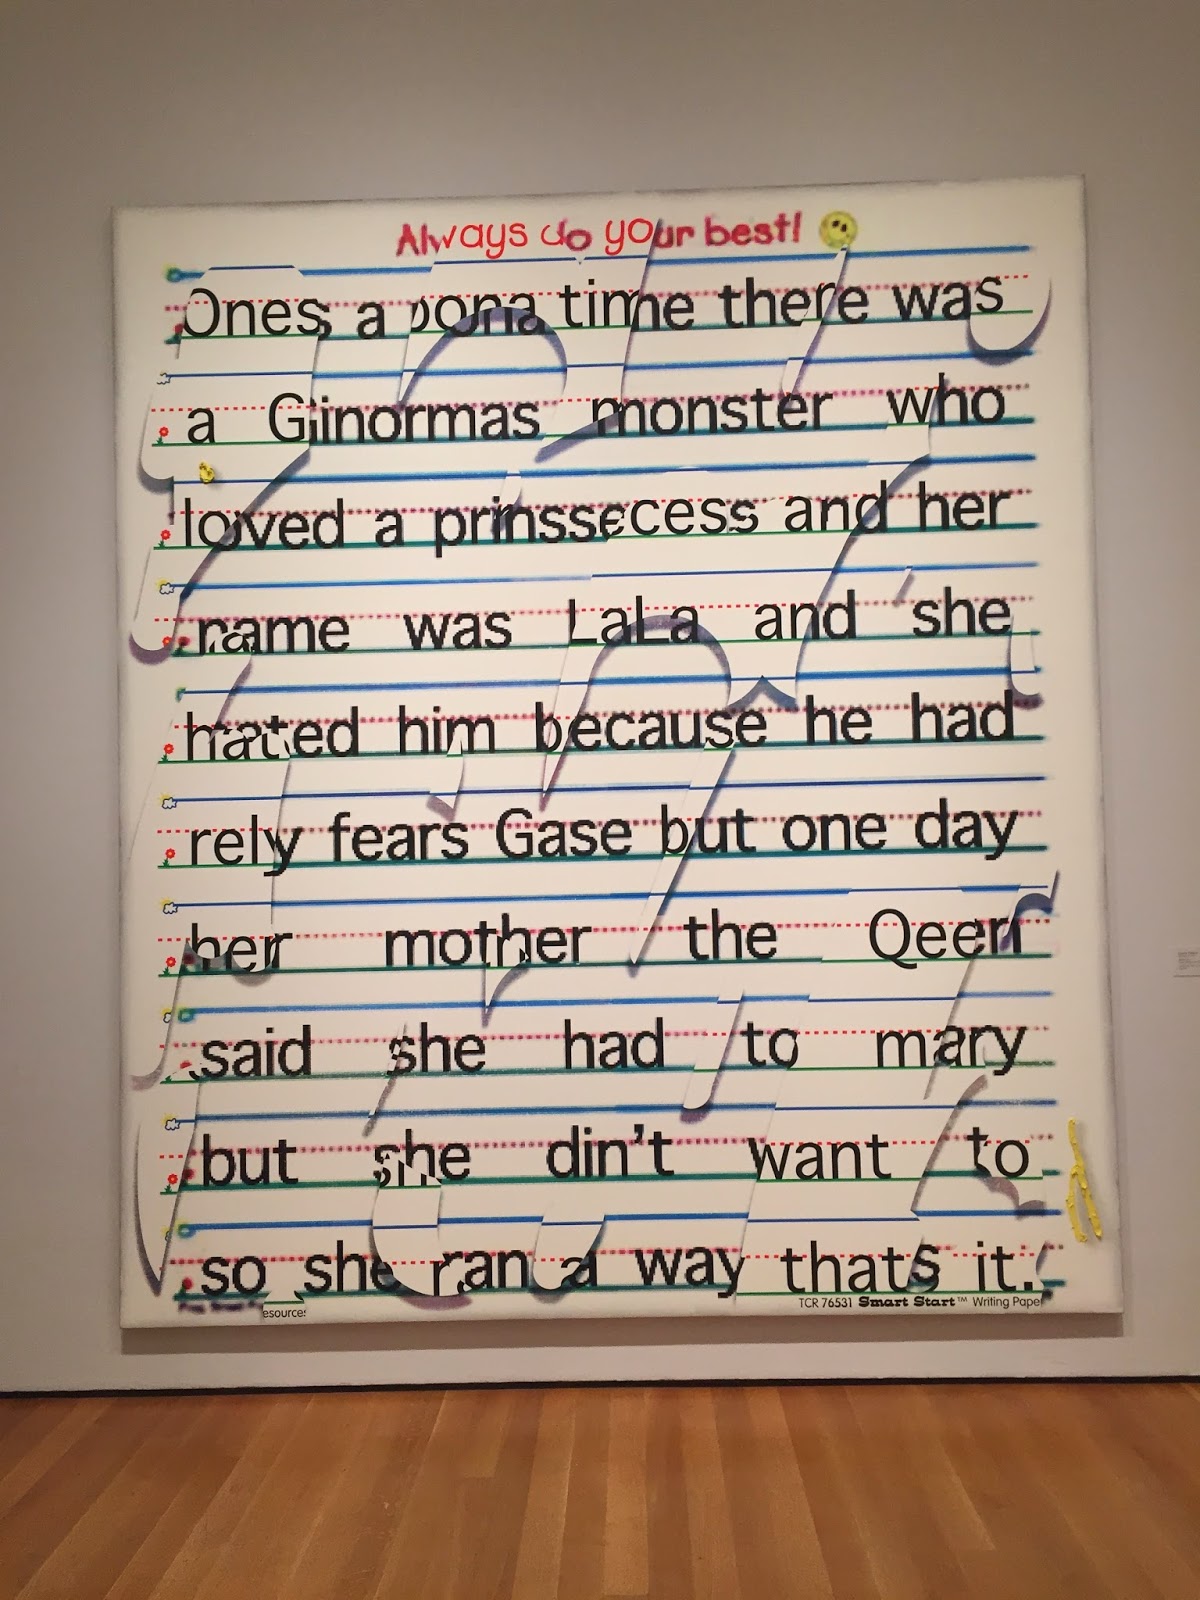 Always do your best!
Ones a pona time there was
a Giinormas monster who
loved a prinssecess and her
name was LaLa and she
hated him because he had
rely fears Gase but one day
her mother the Qeen
said she had to mary
but she din't want to
so she ran a way thats it.
esource
TCR 76531 Smart Start™ Writing Paper